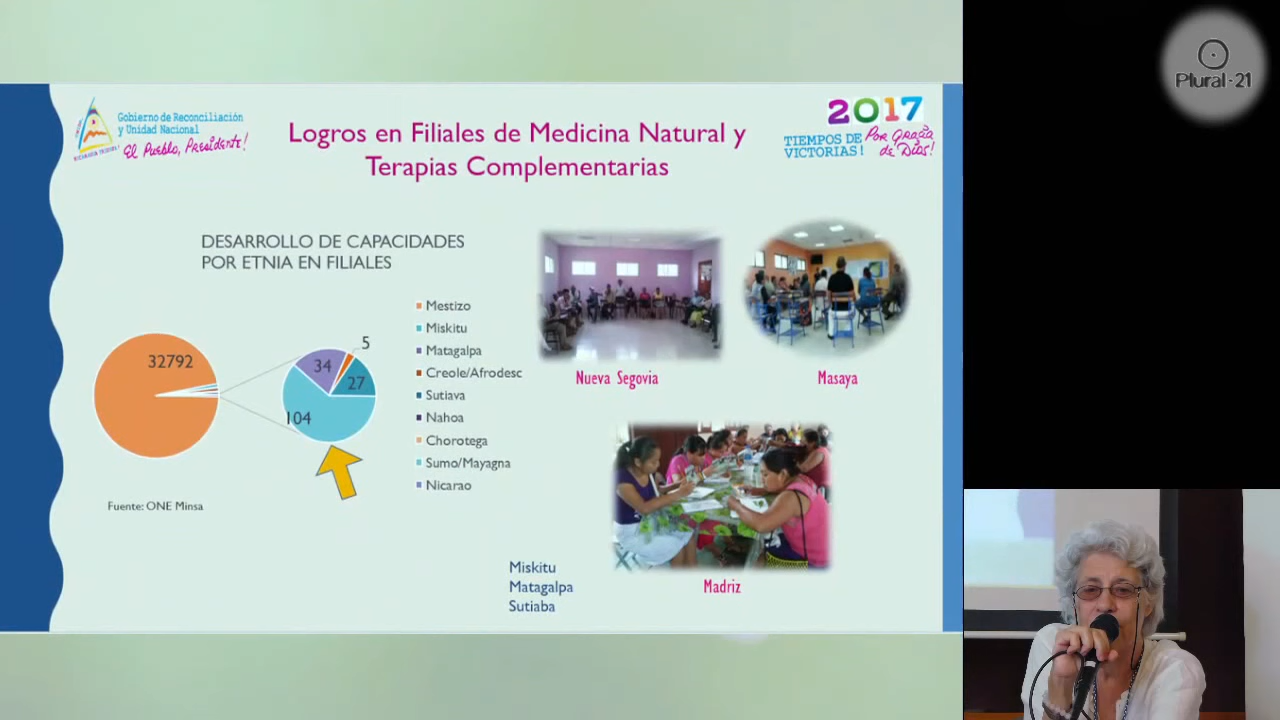 Gobierno de Reconciliación
y Unidad Nacional
El Pueblo, Presidente!
Logros en Filiales de Medicina Natural y
Terapias Complementarias
2017
TIEMPOS DE
VICTORIAS!
Por Gracia
de Dios!
Plural-21
DESARROLLO DE CAPACIDADES
POR ETNIA EN FILIALES
32792
34
5
27
104
Mestizo
Miskitu
Matagalpa
Creole/Afrodesc
Sutiava
Nahoa
Chorotega
Sumo/Mayagna
Nicarao
Fuente: ONE Minsa
Nueva Segovia
Masaya
Miskitu
Matagalpa
Sutiaba
Madriz